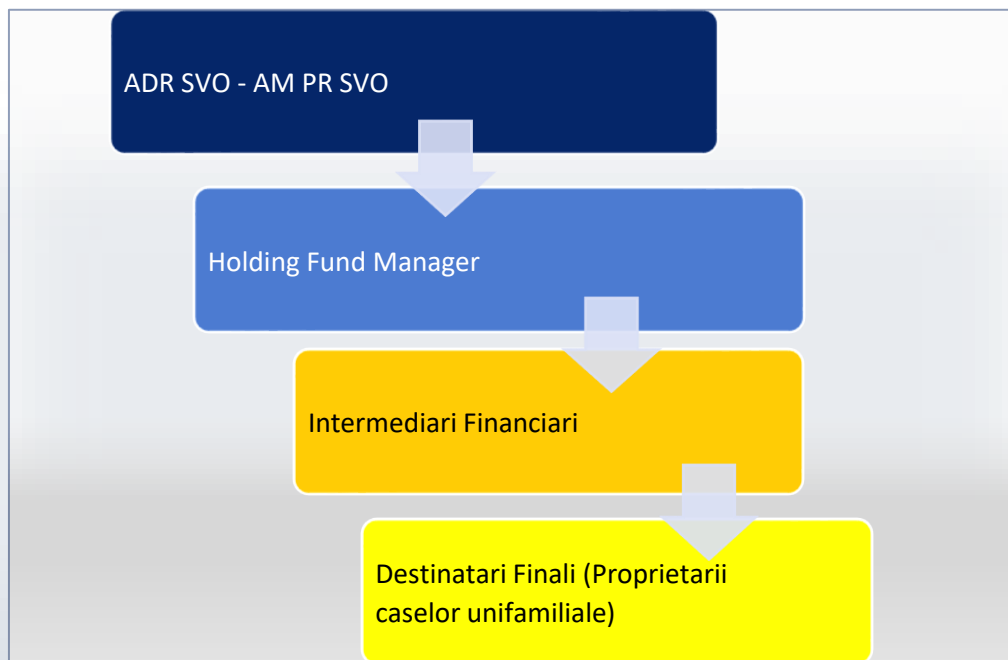 ADR SVO - AM PR SVO
Holding Fund Manager
Intermediari Financiari
Destinatari Finali (Proprietarii
caselor unifamiliale)